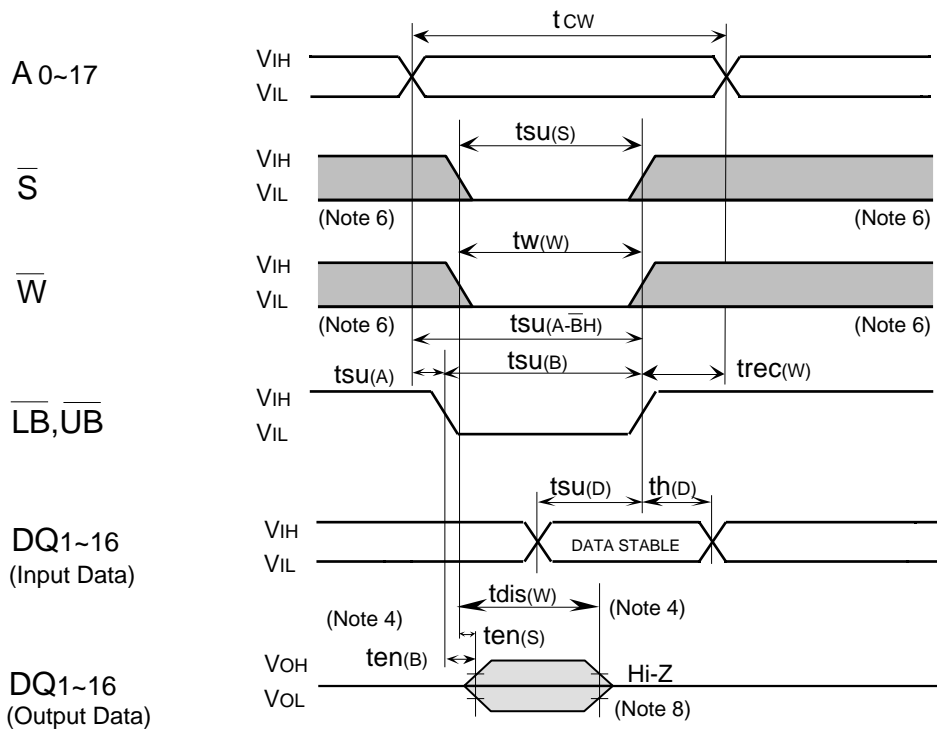 tCW
A 0~17
VIH
VIL
tsu(S)
S
VIH
VIL
(Note 6)
(Note 6)
tw(W)
W
VIH
VIL
(Note 6)
(Note 6)
tsu(A-BH)
tsu(A)
tsu(B)
trec(W)
LB,UB
VIH
VIL
tsu(D)
th(D)
DQ1~16
(Input Data)
VIH
VIL
DATA STABLE
tdis(W)
(Note 4)
(Note 4)
ten(S)
ten(B)
DQ1~16
(Output Data)
VOH
VOL
Hi-Z
(Note 8)